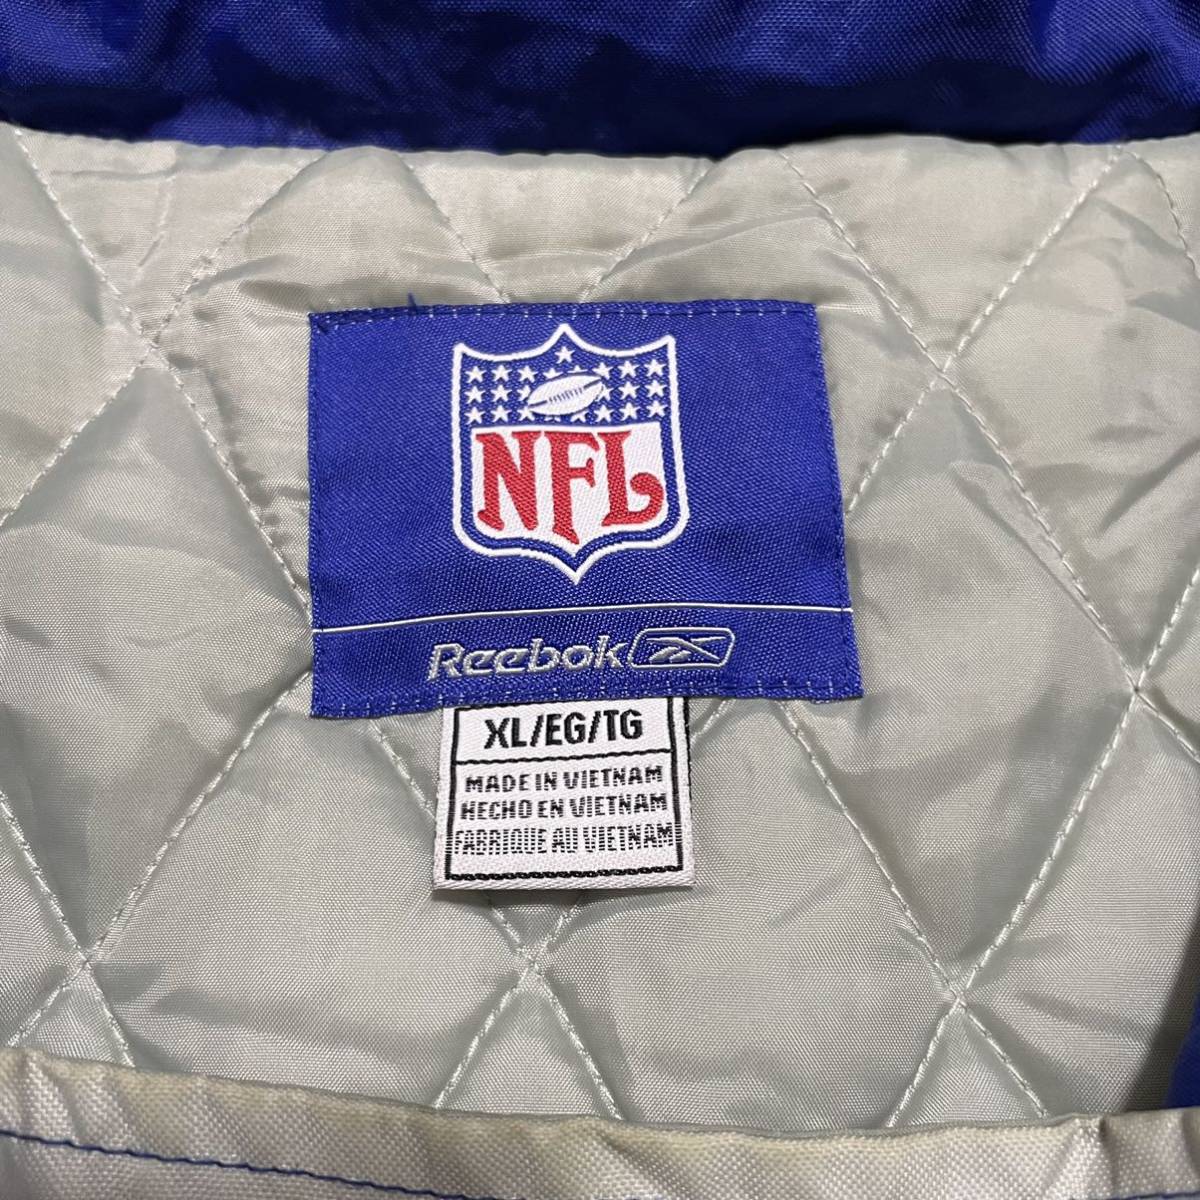 NFL
Reebok
XL/EG/TG
MADE IN VIETNAM
HECHO EN VIETNAM
FABRIQUE AU VIETNAM